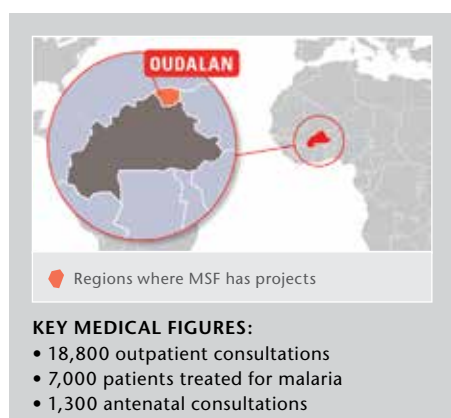 OUDALAN
Regions where MSF has projects
KEY MEDICAL FIGURES:
• 18,800 outpatient consultations
• 7,000 patients treated for malaria
• 1,300 antenatal consultations